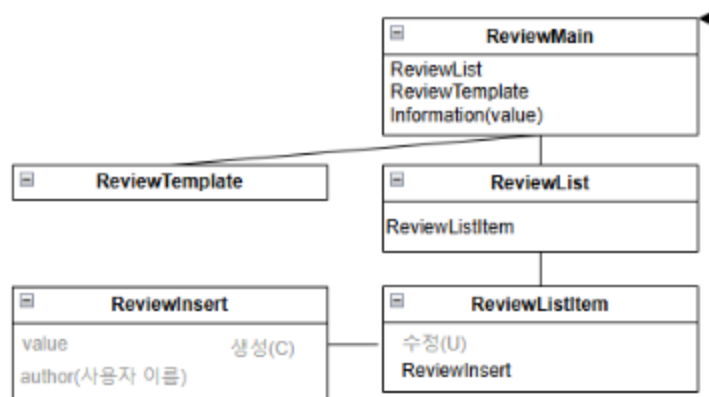 ReviewMain
ReviewList
ReviewTemplate
Information(value)
ReviewTemplate
ReviewList
ReviewListItem
ReviewInsert
value 생성(C)
author(사용자 이름)
ReviewListItem
수정(U)
ReviewInsert